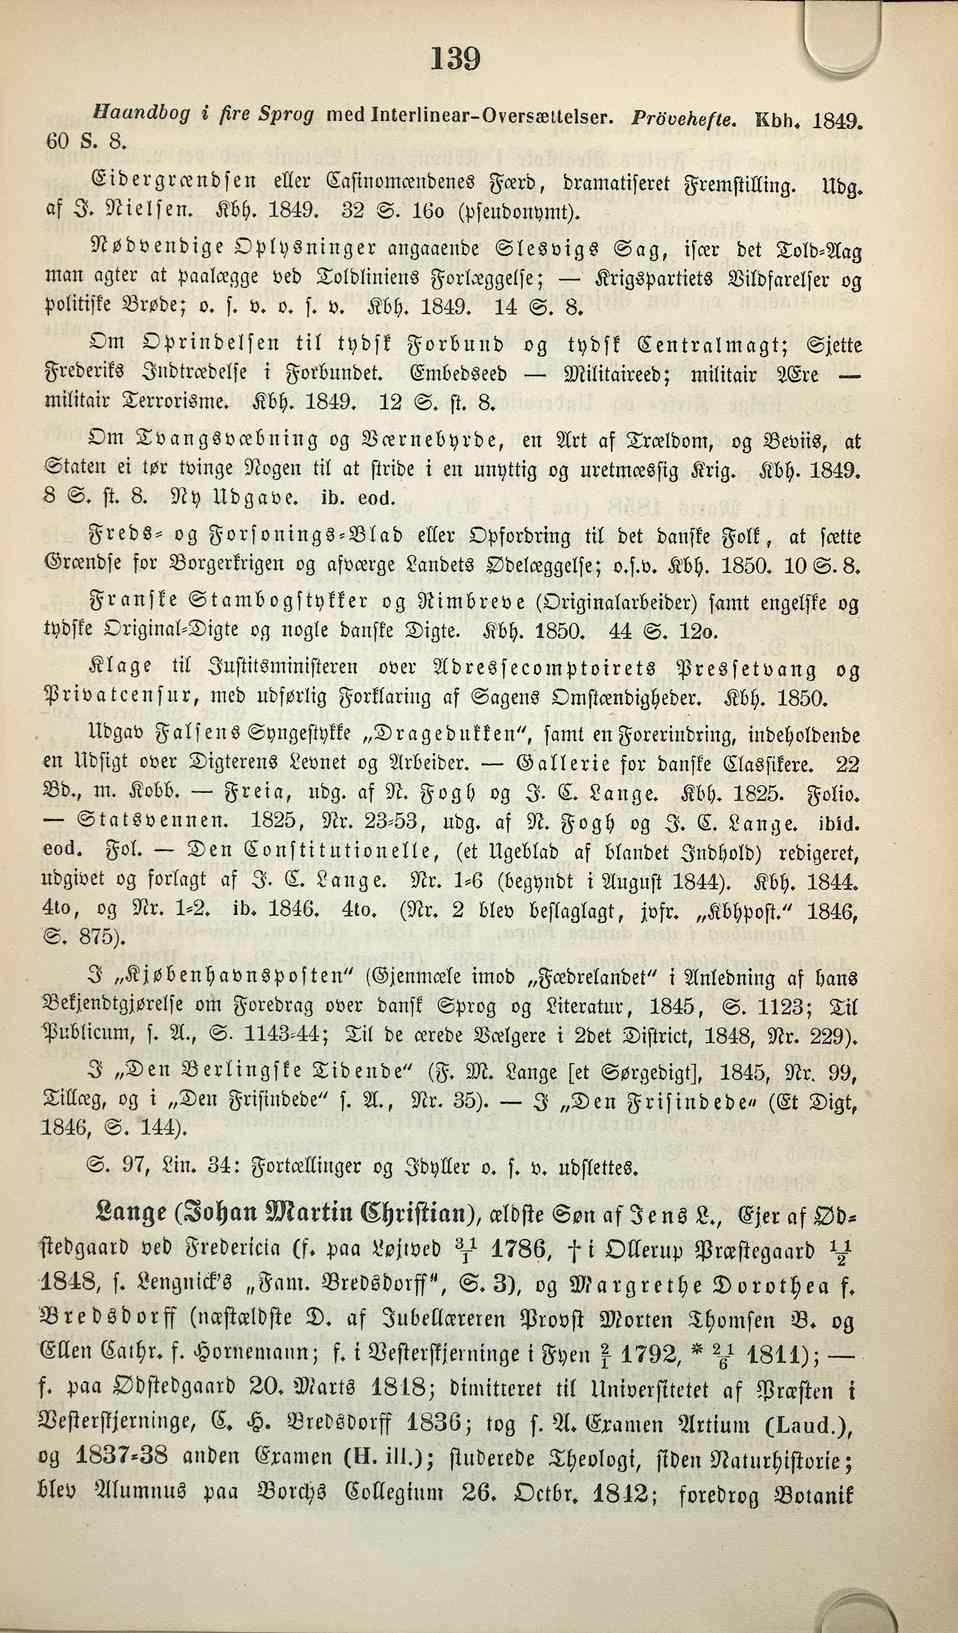 139
Haandbog i fire Sprog med Interlinear-Oversættelser. Prövehefte. Kbh. 1849.
60 S. 8.
Eidergrændsen eller Casinomændenes Færd, dramatiseret Fremstilling. Udg.
af J. Nielsen. Kbh. 1849. 32 S. 16o (pseudonymt).
Nødvendige Oplysninger angaaende Slesvigs Sag, især det Told-Aag
man agter at paalægge ved Toldliniens Forlæggelse; — Krigspartiets Vildfarelser og
politiske Brøde; o. s. v. o. s. v. Kbh. 1849. 14 S. 8.
Om Oprindelsen til tydsk Forbund og tydsk Centralmagt; Sjette
Frederiks Indtrædelse i Forbundet. Embedseed — Militaireed; militair Ære —
militair Terrorisme. Kbh. 1849. 12 S. st. 8.
Om Tvangsvæbning og Værnebyrde, en Art af Trældom, og Beviis, at
Staten ei tør tvinge Nogen til at stride i en unyttig og uretmæssig Krig. Kbh. 1849.
8 S. st. 8. Ny Udgave. ib. eod.
Freds- og Forsonings-Blad eller Opfordring til det danske Folk, at sætte
Grændse for Borgerkrigen og afværge Landets Ødelæggelse; o.s.v. Kbh. 1850. 10 S. 8.
Franske Stambogstykker og Rimbreve (Originalarbeider) samt engelske og
tydske Original-Digte og nogle danske Digte. Kbh. 1850. 44 S. 12o.
Klage til Justitsministeren over Adressecomptoirets Pressetvang og
Privatcensur, med udførlig Forklaring af Sagens Omstændigheder. Kbh. 1850.
Udgav Falsens Syngestykke „Dragedukken", samt en Forerindring, indeholdende
en Udsigt over Digterens Levnet og Arbeider. — Gallerie for danske Classikere. 22
Bd., m. Kobb. — Freia, udg. af N. Fogh og J. C. Lange. Kbh. 1825. Folio.
— Statsvennen. 1825, Nr. 23-53, udg. af N. Fogh og J. C. Lange. ibid.
eod. Fol. — Den Constitutionelle, (et Ugeblad af blandet Indhold) redigeret,
udgivet og forlagt af J. C. Lange. Nr. 1-6 (begyndt i August 1844). Kbh. 1844.
4to, og Nr. 1-2. ib. 1846. 4to. (Nr. 2 blev beslaglagt, jvfr. „Kbhpost." 1846,
S. 875).
I „Kjøbenhavnsposten" (Gjenmæle imod „Fædrelandet" i Anledning af hans
Bekjendtgjørelse om Foredrag over dansk Sprog og Literatur, 1845, S. 1123; Til
Publicum, s. A., S. 1143-44; Til de ærede Vælgere i 2det District, 1848, Nr. 229).
I „Den Berlingske Tidende" (F. M. Lange [et Sørgedigt], 1845, Nr. 99,
Tillæg, og i „Den Frisindede" s. A., Nr. 35). — I „Den Frisindede" (Et Digt,
1846, S. 144).
S. 97, Lin. 34: Fortællinger og Idyller o. s. v. udslettes.
Lange (Johan Martin Christian), ældste Søn af Jens L., Ejer af Ød-
stedgaard ved Fredericia (f. paa Løjtved 31/1 1786, † i Ollerup Præstegaard 11/2
1848, s. Lengnick's „Fam. Bredsdorff", S. 3), og Margrethe Dorothea f.
Bredsdorff (næstældste D. af Jubellæreren Provst Morten Thomsen B. og
Ellen Cathr. f. Hornemann; f. i Vesterskjerninge i Fyen 2/1 1792, * 21/6 1811); —
f. paa Ødstedgaard 20. Marts 1818; dimitteret til Universitetet af Præsten i
Vesterskjerninge, C. H. Bredsdorff 1836; tog s. A. Examen Artium (Laud.),
og 1837-38 anden Examen (H. ill.); studerede Theologi, siden Naturhistorie;
blev Alumnus paa Borchs Collegium 26. Octbr. 1842; foredrog Botanik